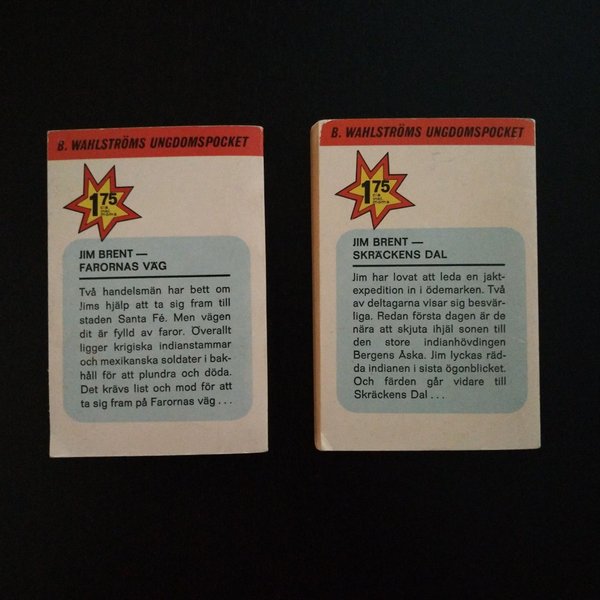 B. WAHLSTRÖMS UNGDOMSPOCKET
1 75
JIM BRENT —
FARORNAS VÄG
Två handelsmän har bett om
Jims hjälp att ta sig fram till
staden Santa Fé. Men vägen
dit är fylld av faror. Överallt
ligger krigiska indianstammar
och mexikanska soldater i bak-
håll för att plundra och döda.
Det krävs list och mod för att
ta sig fram på Farornas väg . . .
B. WAHLSTRÖMS UNGDOMSPOCKET
1 75
JIM BRENT —
SKRÄCKENS DAL
Jim har lovat att leda en jakt-
expedition in i ödemarken. Två
av deltagarna visar sig besvär-
liga. Redan första dagen är de
nära att skjuta ihjäl sonen till
den store indianhövdingen
Bergens Åska. Jim lyckas räd-
da indianen i sista ögonblicket.
Och färden går vidare till
Skräckens Dal . . .